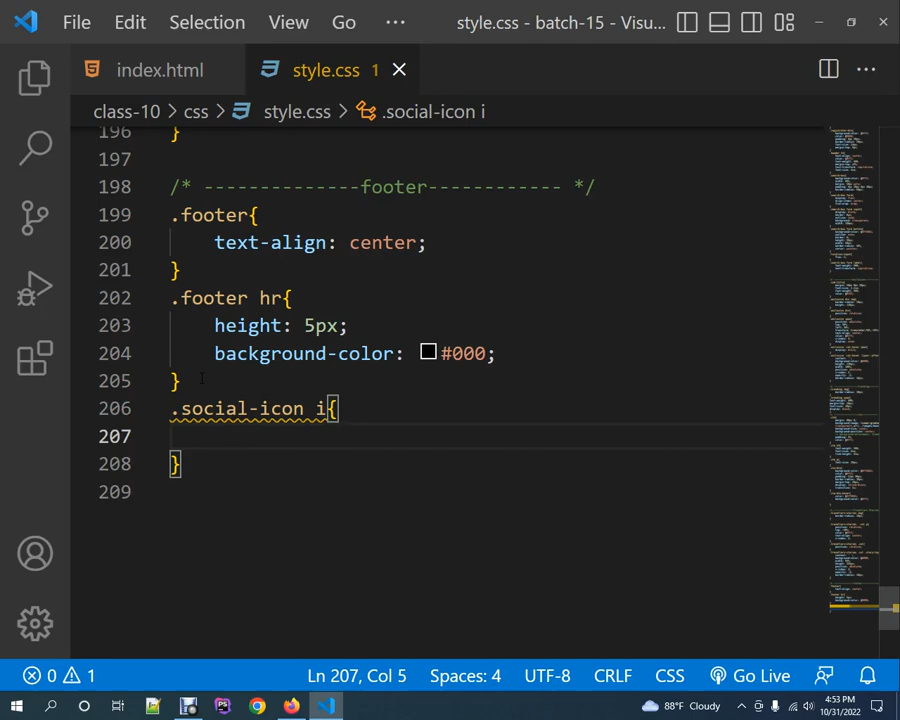 File Edit Selection View Go ··· style.css - batch-15 - Visu...
index.html style.css 1
class-10 > css > style.css > .social-icon i
196 }
197
198 /* --------------footer------------ */
199 .footer{
200 text-align: center;
201 }
202 .footer hr{
203 height: 5px;
204 background-color: #000;
205 }
206 .social-icon i{
207
208 }
209
0 1 Ln 207, Col 5 Spaces: 4 UTF-8 CRLF CSS Go Live
88°F Cloudy 4:53 PM
10/31/2022